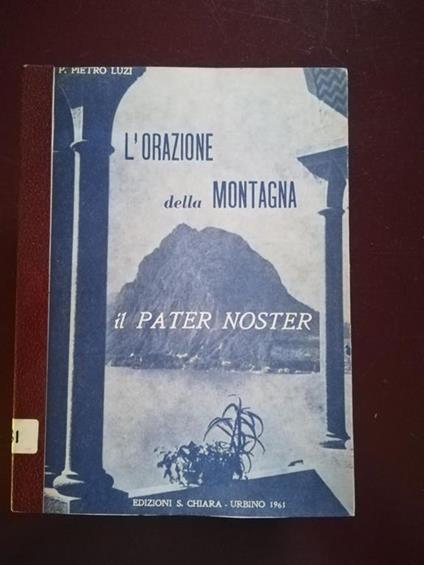 P. PIETRO LUZI
L'ORAZIONE
della MONTAGNA
il PATER NOSTER
EDIZIONI S. CHIARA - URBINO 1961